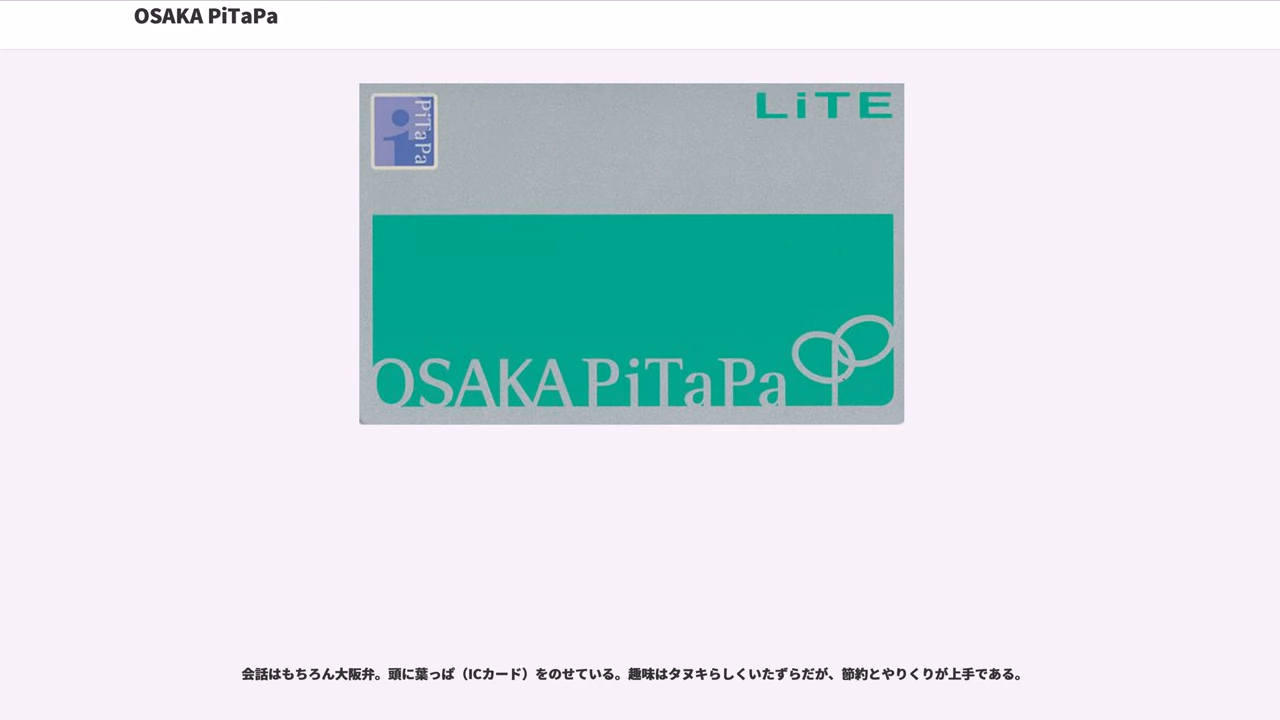 OSAKA PiTaPa
PiTaPa
LiTE
OSAKA PiTaPa
会話はもちろん大阪弁。頭に葉っぱ（ICカード）をのせている。趣味はタヌキらしくいたずらだが、節約とやりくりが上手である。